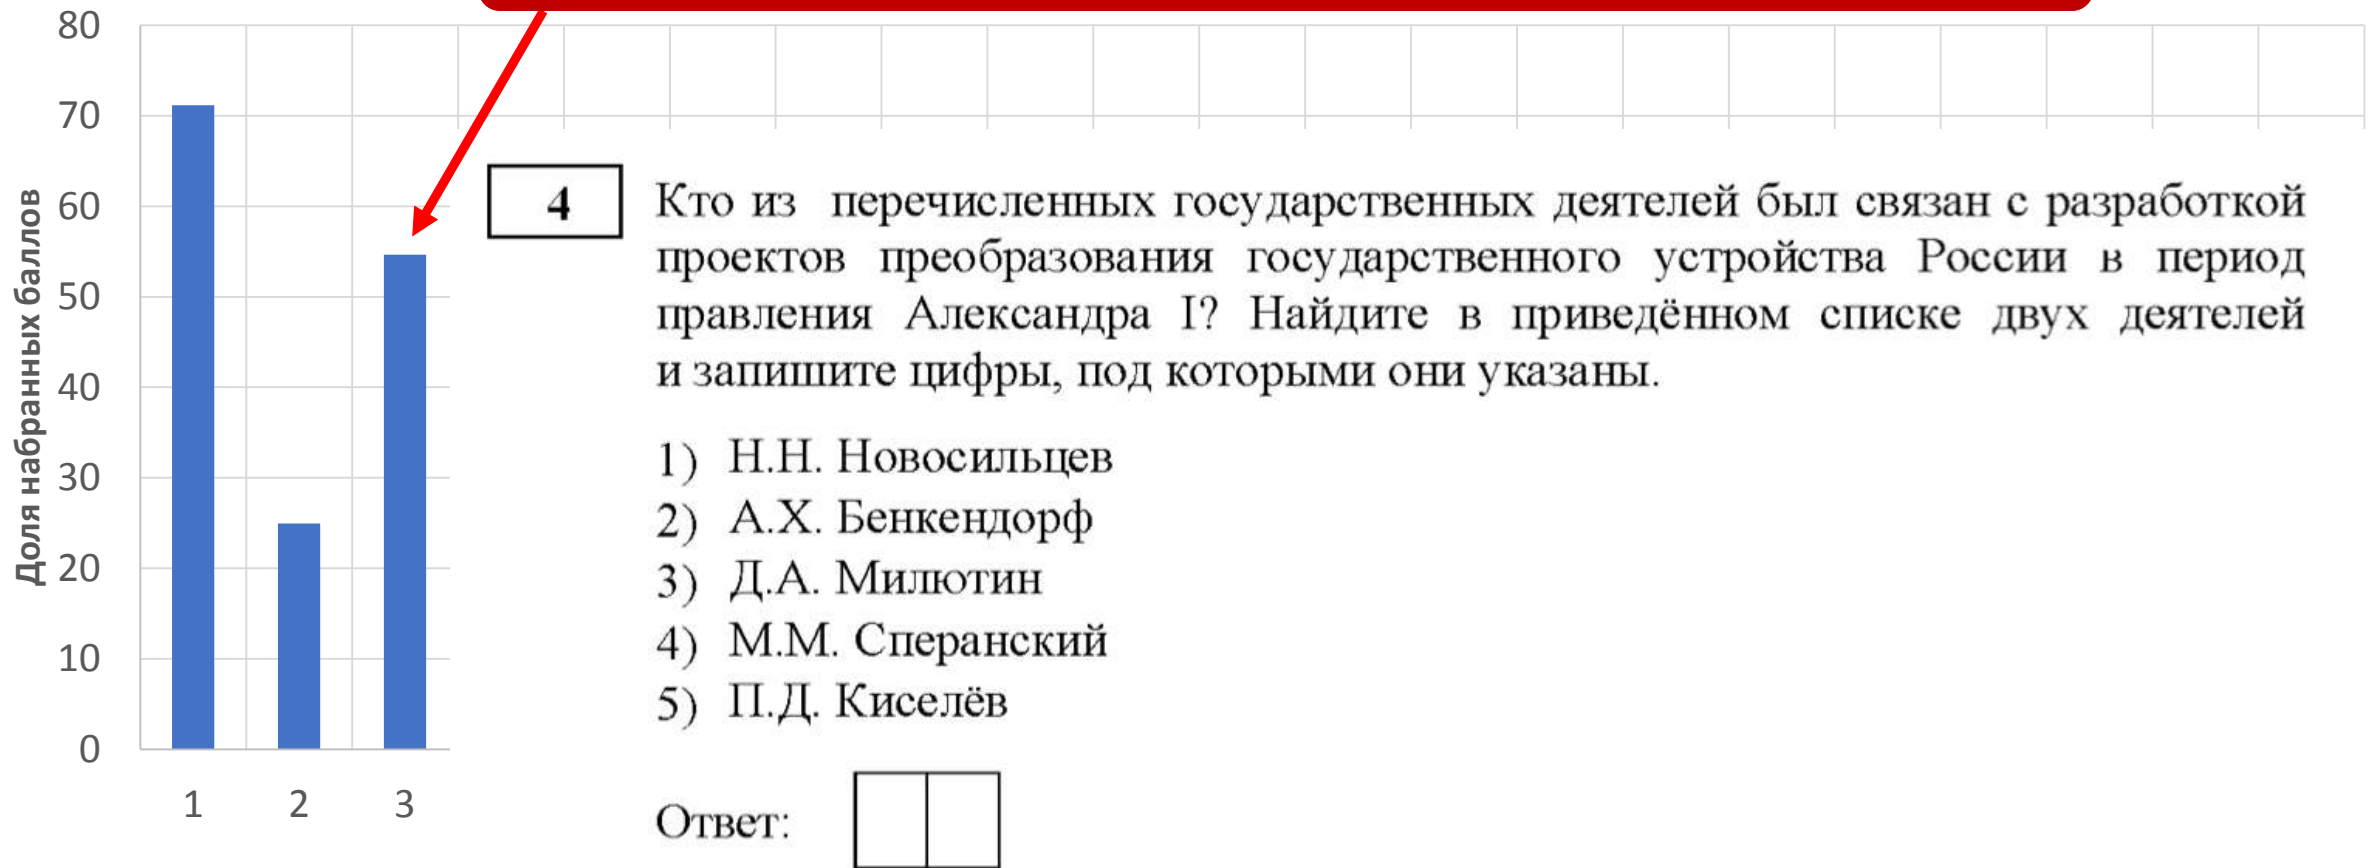 80
70
60
50
40
30
20
10
0
Доля набранных баллов
1 2 3
4
Кто из перечисленных государственных деятелей был связан с разработкой
проектов преобразования государственного устройства России в период
правления Александра I? Найдите в приведённом списке двух деятелей
и запишите цифры, под которыми они указаны.
1) Н.Н. Новосильцев
2) А.Х. Бенкендорф
3) Д.А. Милютин
4) М.М. Сперанский
5) П.Д. Киселёв
Ответ: